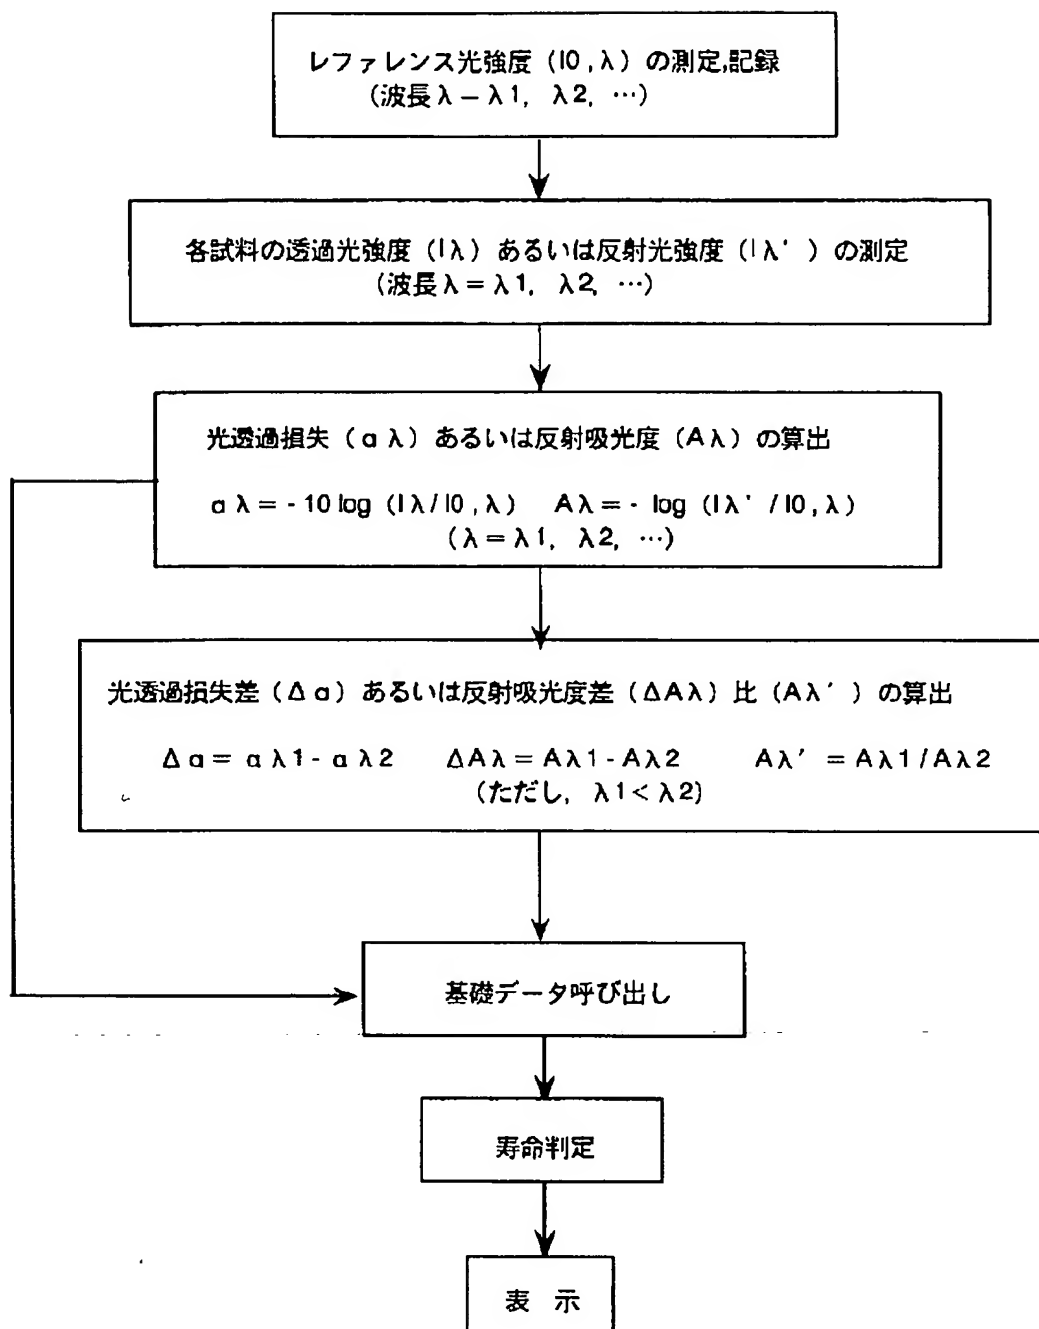 レファレンス光強度（I0,λ）の測定,記録
（波長λ－λ1, λ2, …）
各試料の透過光強度（Iλ）あるいは反射光強度（Iλ'）の測定
（波長λ＝λ1, λ2, …）
光透過損失（αλ）あるいは反射吸光度（Aλ）の算出
αλ＝-10log（Iλ/I0,λ） Aλ＝- log（Iλ'/I0,λ）
（λ＝λ1, λ2, …）
光透過損失差（Δα）あるいは反射吸光度差（ΔAλ）比（Aλ'）の算出
Δα＝αλ1-αλ2 ΔAλ＝Aλ1-Aλ2 Aλ'＝Aλ1/Aλ2
（ただし, λ1<λ2）
基礎データ呼び出し
寿命判定
表 示